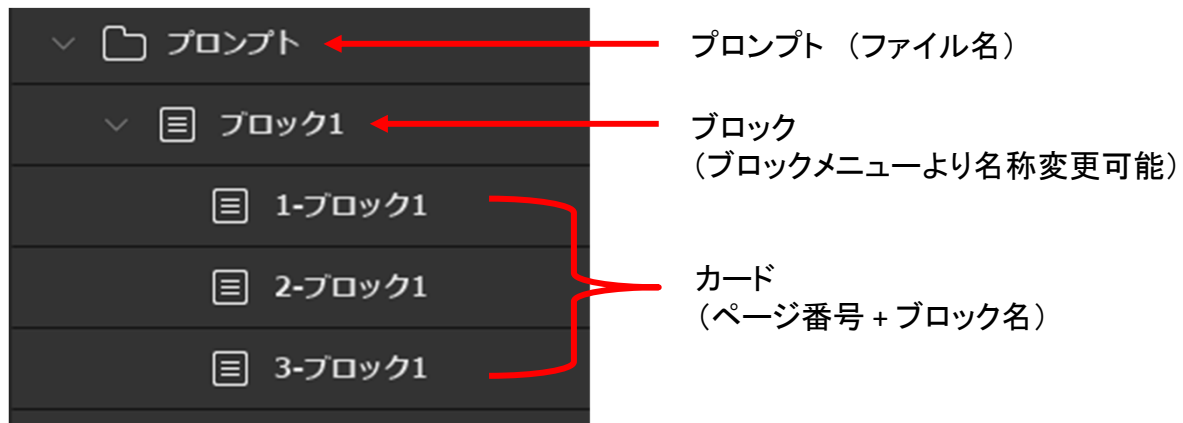 プロンプト
プロンプト （ファイル名）
ブロック1
ブロック
（ブロックメニューより名称変更可能）
1-ブロック1
2-ブロック1
3-ブロック1
カード
（ページ番号 + ブロック名）